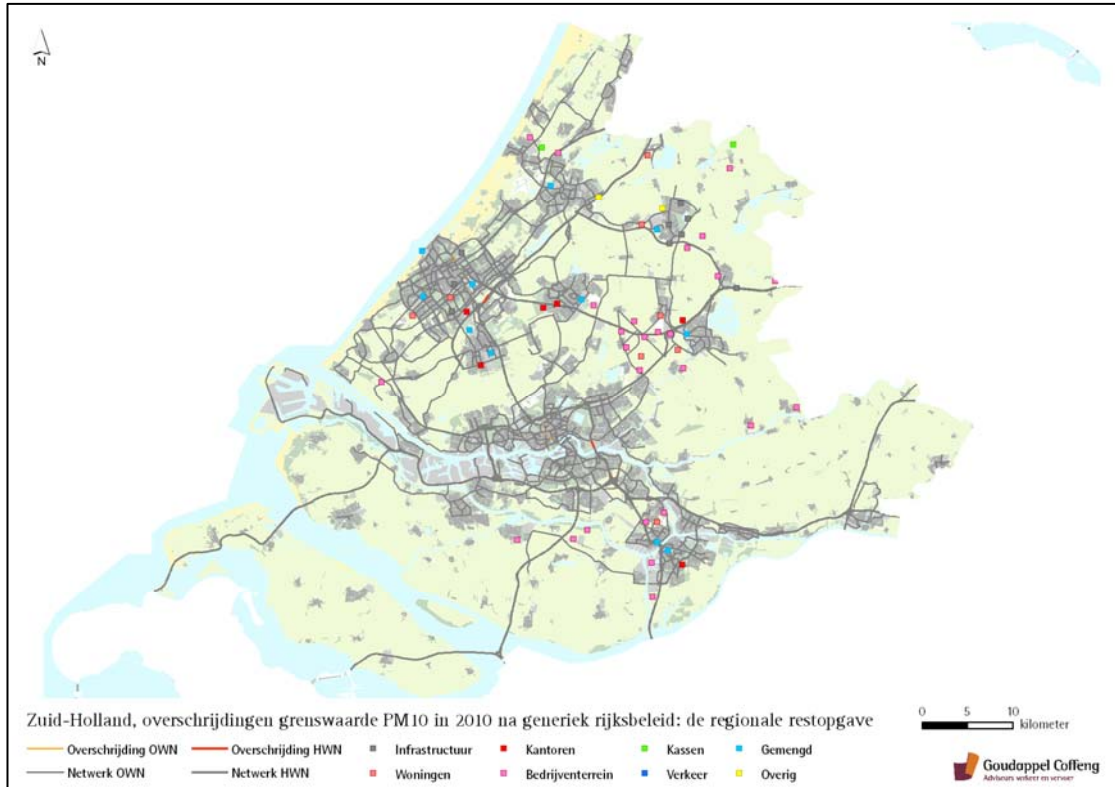 N
Zuid-Holland, overschrijdingen grenswaarde PM10 in 2010 na generiek rijksbeleid: de regionale restopgave
0 5 10
kilometer
Overschrijding OWN Overschrijding HWN Infrastructuur Kantoren Kassen Gemengd
Netwerk OWN Netwerk HWN Woningen Bedrijventerrein Verkeer Overig
Goudappel Coffeng
Adviseurs verkeer en vervoer